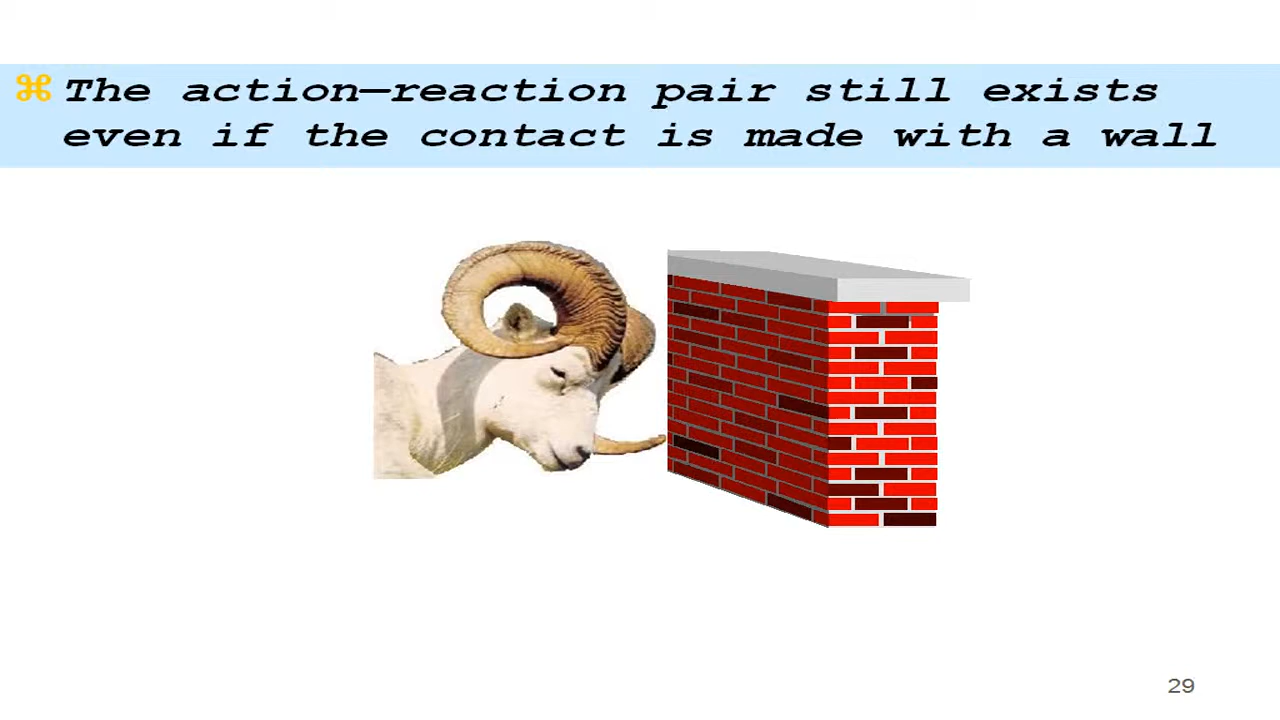 ⌘ The action—reaction pair still exists
even if the contact is made with a wall
29